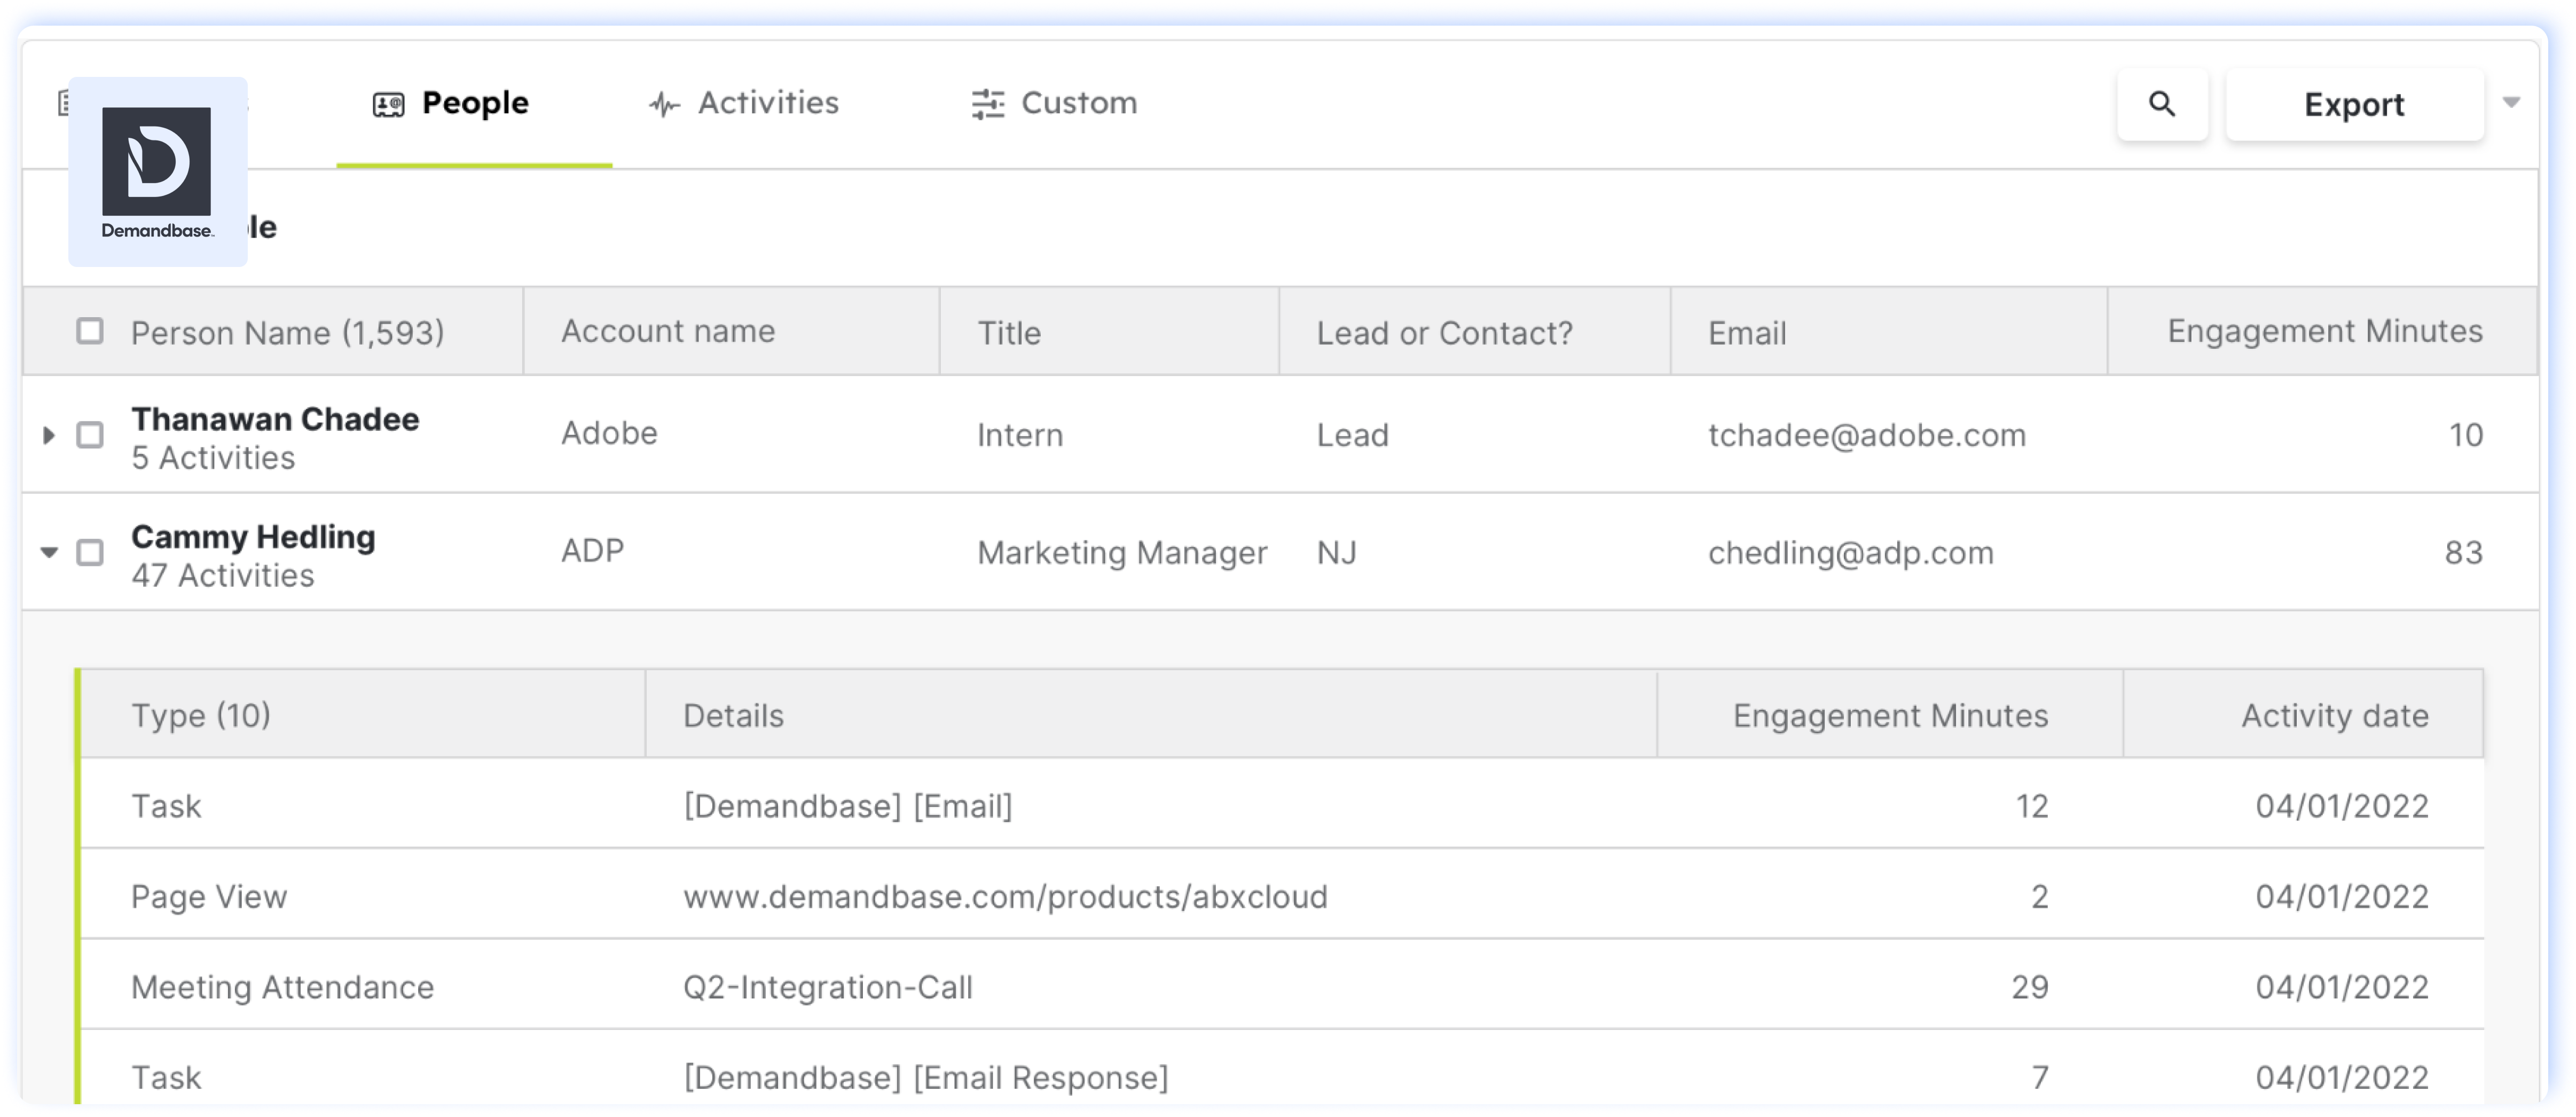 People Activities Custom Export
Demandbase
Person Name (1,593) Account name Title Lead or Contact? Email Engagement Minutes
Thanawan Chadee Adobe Intern Lead tchadee@adobe.com 10
5 Activities
Cammy Hedling ADP Marketing Manager NJ chedling@adp.com 83
47 Activities
Type (10) Details Engagement Minutes Activity date
Task [Demandbase] [Email] 12 04/01/2022
Page View www.demandbase.com/products/abxcloud 2 04/01/2022
Meeting Attendance Q2-Integration-Call 29 04/01/2022
Task [Demandbase] [Email Response] 7 04/01/2022